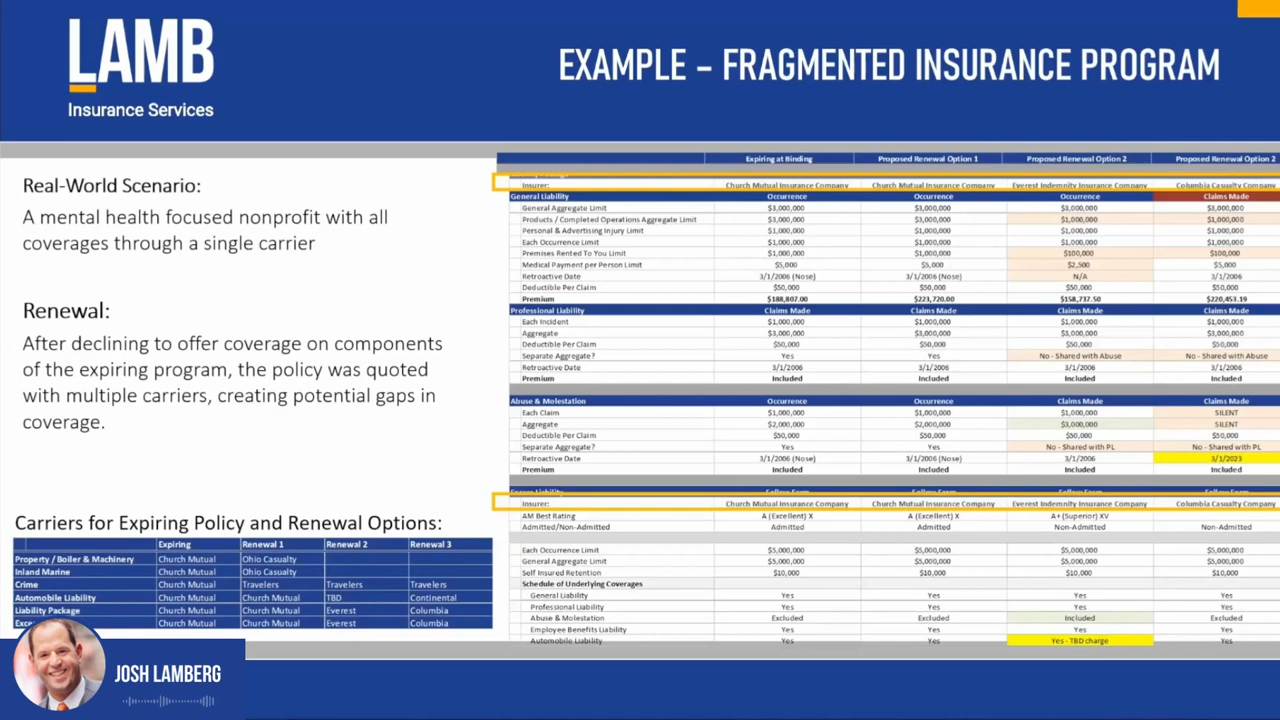 LAMB
Insurance Services
EXAMPLE – FRAGMENTED INSURANCE PROGRAM
Real-World Scenario:
A mental health focused nonprofit with all
coverages through a single carrier
Renewal:
After declining to offer coverage on components
of the expiring program, the policy was quoted
with multiple carriers, creating potential gaps in
coverage.
Carriers for Expiring Policy and Renewal Options:
Expiring Renewal 1 Renewal 2 Renewal 3
Property / Boiler & Machinery Church Mutual Ohio Casualty
Inland Marine Church Mutual Ohio Casualty
Crime Church Mutual Travelers Travelers Travelers
Automobile Liability Church Mutual Church Mutual TBD Continental
Liability Package Church Mutual Church Mutual Everest Columbia
Church Mutual Church Mutual Everest Columbia
Expiring at Binding Proposed Renewal Option 1 Proposed Renewal Option 2 Proposed Renewal Option 2
Insurer: Church Mutual Insurance Company Church Mutual Insurance Company Everest Indemnity Insurance Company Columbia Casualty Company
General Liability Occurrence Occurrence Occurrence Claims Made
General Aggregate Limit $3,000,000 $3,000,000 $3,000,000 $3,000,000
Products / Completed Operations Aggregate Limit $3,000,000 $3,000,000 $1,000,000 $1,000,000
Personal & Advertising Injury Limit $1,000,000 $1,000,000 $1,000,000 $1,000,000
Each Occurrence Limit $1,000,000 $1,000,000 $1,000,000 $1,000,000
Premises Rented To You Limit $1,000,000 $1,000,000 $100,000 $100,000
Medical Payment per Person Limit $5,000 $5,000 $2,500 $5,000
Retroactive Date 3/1/2006 (Nose) 3/1/2006 (Nose) N/A 3/1/2006
Deductible Per Claim $50,000 $50,000 $50,000 $50,000
Premium $188,807.00 $223,720.00 $158,737.50 $220,453.19
Professional Liability Claims Made Claims Made Claims Made Claims Made
Each Incident $1,000,000 $1,000,000 $1,000,000 $1,000,000
Aggregate $3,000,000 $3,000,000 $3,000,000 $3,000,000
Deductible Per Claim $50,000 $50,000 $50,000 $50,000
Separate Aggregate? Yes Yes No - Shared with Abuse No - Shared with Abuse
Retroactive Date 3/1/2006 3/1/2006 3/1/2006 3/1/2006
Premium Included Included Included Included
Abuse & Molestation Occurrence Occurrence Claims Made Claims Made
Each Claim $1,000,000 $1,000,000 $1,000,000 SILENT
Aggregate $2,000,000 $2,000,000 $3,000,000 SILENT
Deductible Per Claim $50,000 $50,000 $50,000 $50,000
Separate Aggregate? Yes Yes No - Shared with PL No - Shared with PL
Retroactive Date 3/1/2006 (Nose) 3/1/2006 (Nose) 3/1/2006 3/1/2023
Premium Included Included Included Included
Insurer: Church Mutual Insurance Company Church Mutual Insurance Company Everest Indemnity Insurance Company Columbia Casualty Company
AM Best Rating A (Excellent) X A (Excellent) X A+ (Superior) XV
Admitted/Non-Admitted Admitted Admitted Non-Admitted Non-Admitted
Each Occurrence Limit $5,000,000 $5,000,000 $5,000,000 $5,000,000
General Aggregate Limit $5,000,000 $5,000,000 $5,000,000 $5,000,000
Self Insured Retention $10,000 $10,000 $10,000 $10,000
Schedule of Underlying Coverages
General Liability Yes Yes Yes Yes
Professional Liability Yes Yes Yes Yes
Abuse & Molestation Excluded Excluded Included Excluded
Employee Benefits Liability Yes Yes Yes Yes
Automobile Liability Yes Yes Yes - TBD charge Yes
JOSH LAMBERG